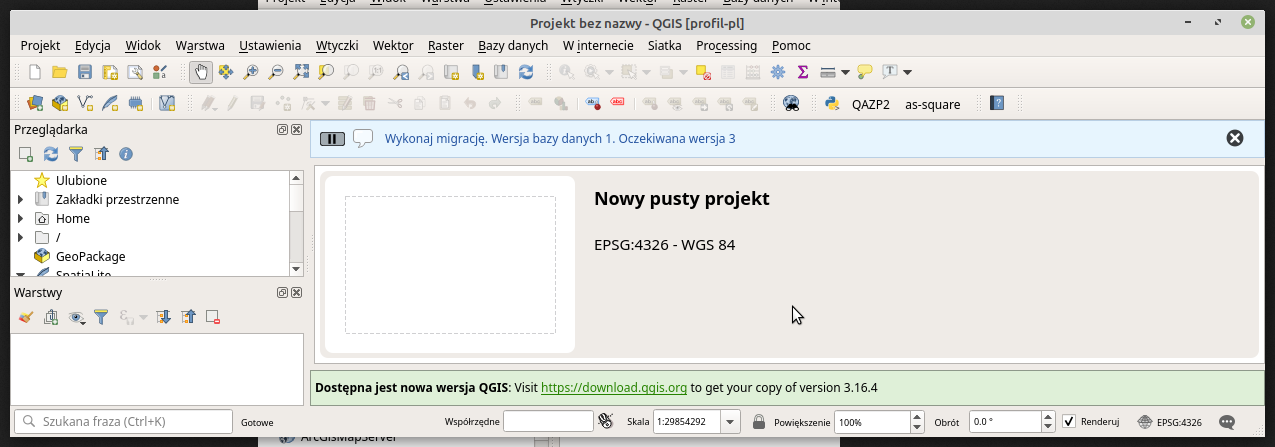 Projekt bez nazwy - QGIS [profil-pl]
Projekt Edycja Widok Warstwa Ustawienia Wtyczki Wektor Raster Bazy danych W internecie Siatka Processing Pomoc
QAZP2 as-square
Przeglądarka
Wykonaj migrację. Wersja bazy danych 1. Oczekiwana wersja 3
Ulubione
Zakładki przestrzenne
Home
/
GeoPackage
SpatiaLite
Nowy pusty projekt
EPSG:4326 - WGS 84
Warstwy
Dostępna jest nowa wersja QGIS: Visit https://download.qgis.org to get your copy of version 3.16.4
Szukana fraza (Ctrl+K) Gotowe Współrzędne Skala 1:29854292 Powiększenie 100% Obrót 0.0 ° Renderuj EPSG:4326
ArcGisMapServer